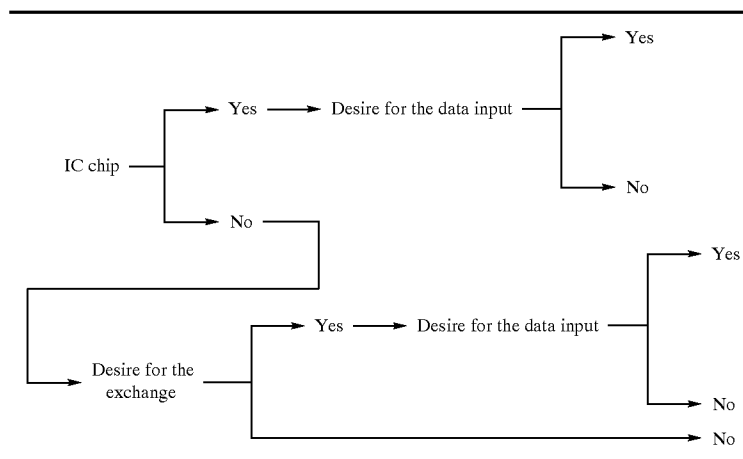 Yes
Yes
Desire for the data input
IC chip
No
No
Yes
Yes
Desire for the data input
Desire for the
exchange
No
No